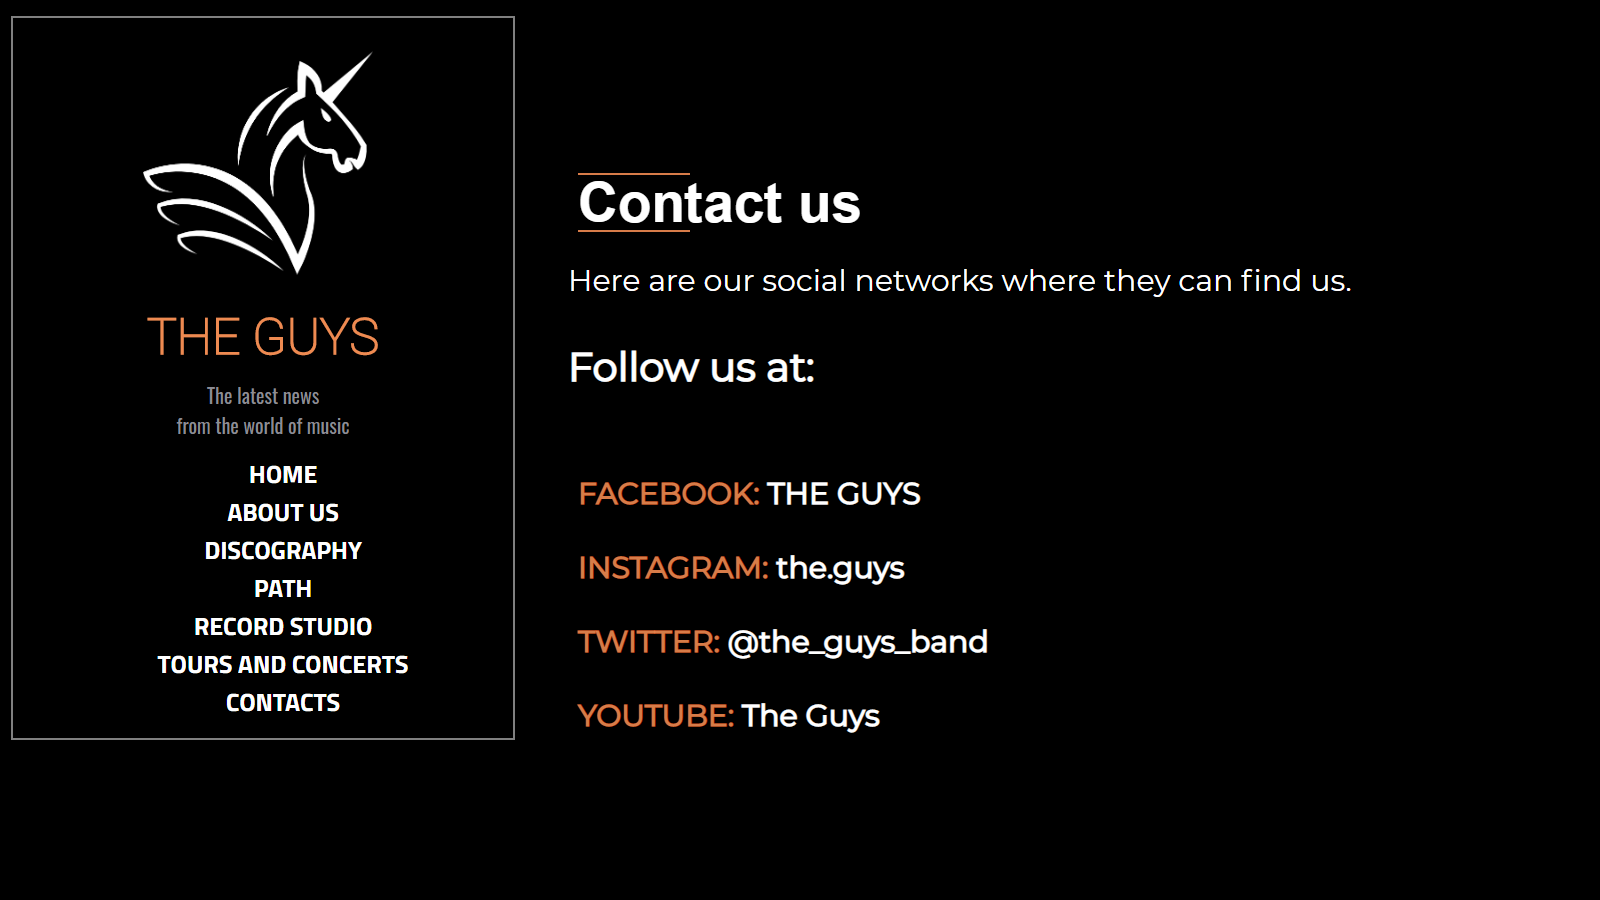 THE GUYS
The latest news
from the world of music
HOME
ABOUT US
DISCOGRAPHY
PATH
RECORD STUDIO
TOURS AND CONCERTS
CONTACTS
Contact us
Here are our social networks where they can find us.
Follow us at:
FACEBOOK: THE GUYS
INSTAGRAM: the.guys
TWITTER: @the_guys_band
YOUTUBE: The Guys